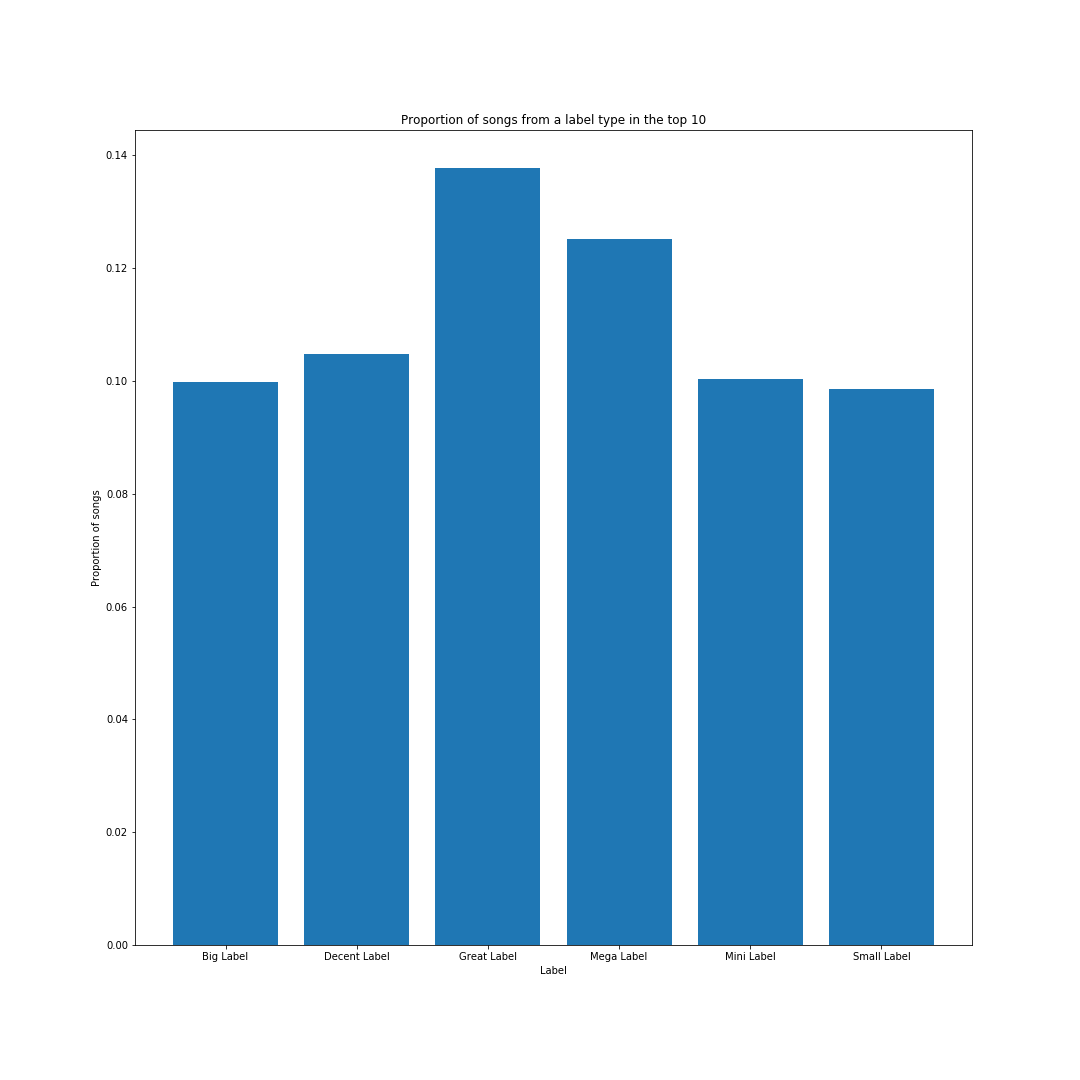 Proportion of songs from a label type in the top 10
0.14
0.12
0.10
0.08
0.06
0.04
0.02
0.00
Proportion of songs
Big Label
Decent Label
Great Label
Mega Label
Mini Label
Small Label
Label